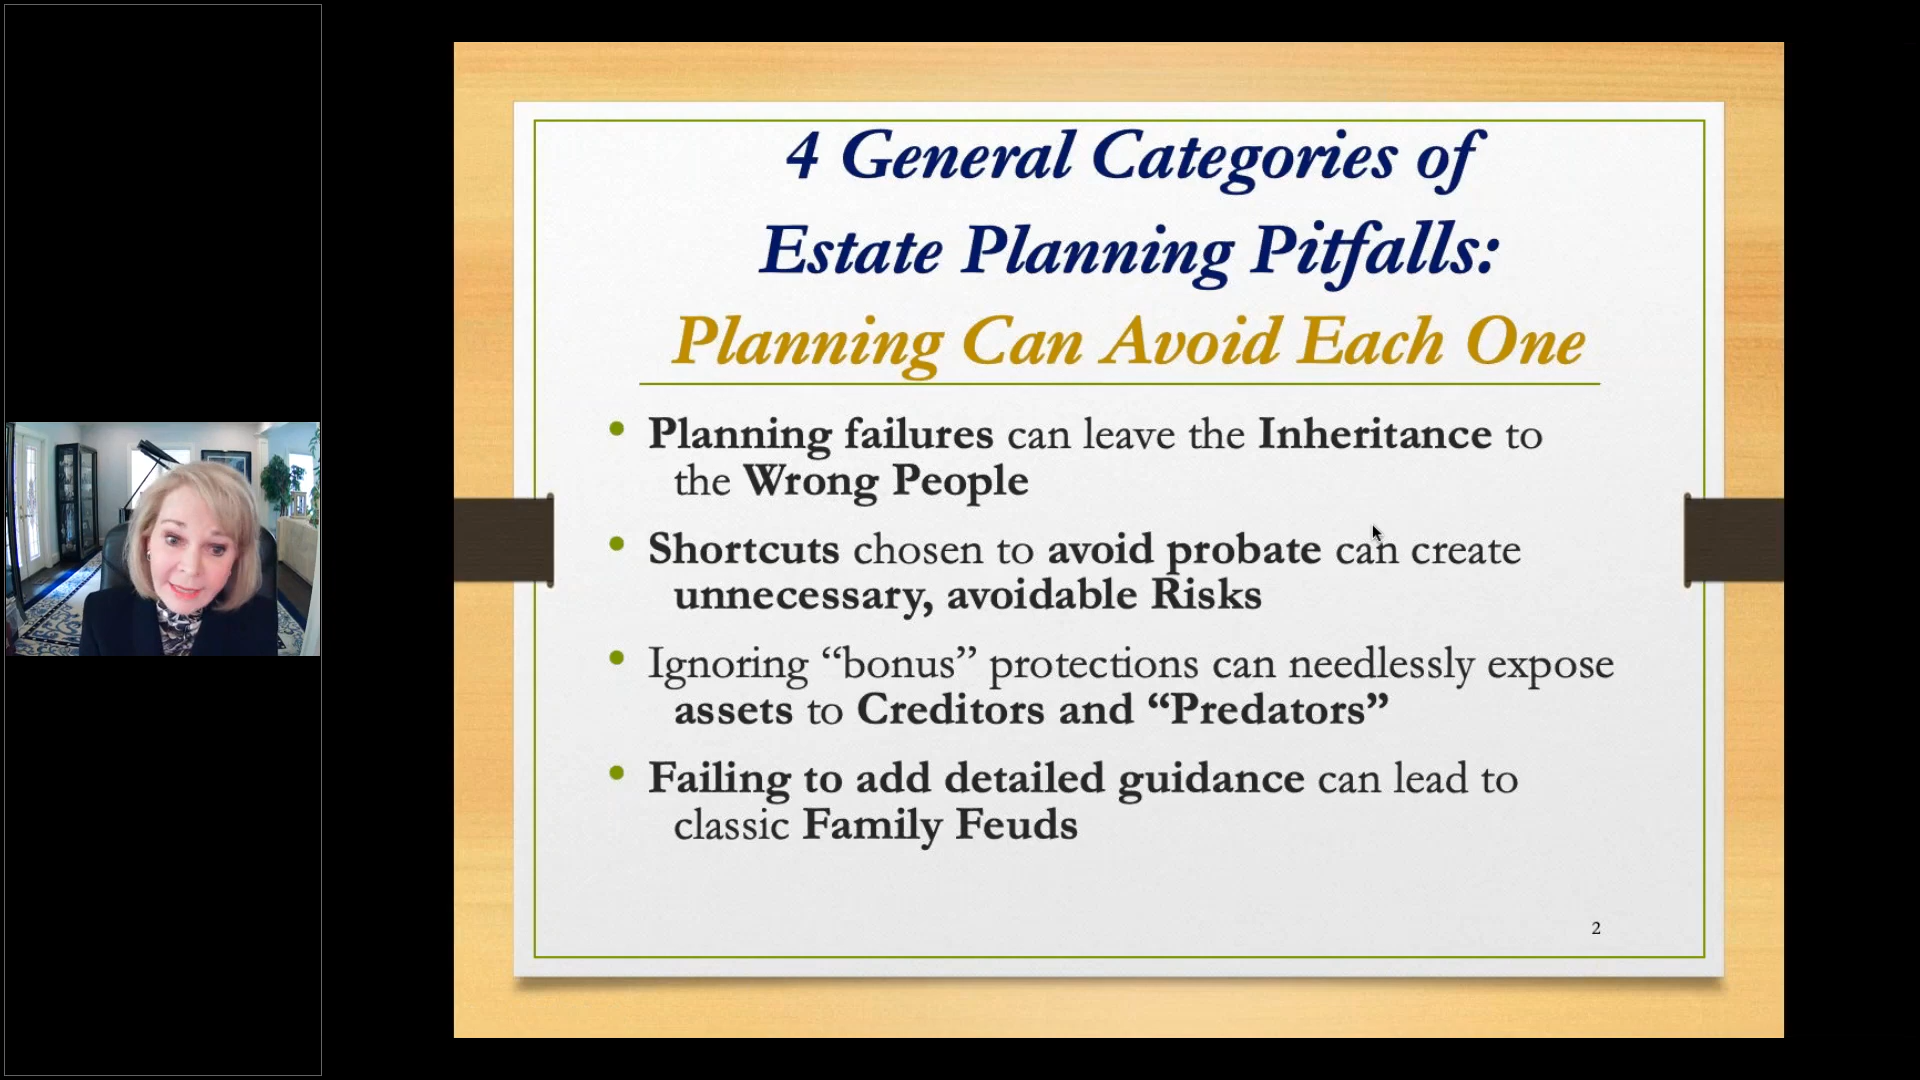 4 General Categories of
Estate Planning Pitfalls:
Planning Can Avoid Each One
• Planning failures can leave the Inheritance to
the Wrong People
• Shortcuts chosen to avoid probate can create
unnecessary, avoidable Risks
• Ignoring “bonus” protections can needlessly expose
assets to Creditors and “Predators”
• Failing to add detailed guidance can lead to
classic Family Feuds
2